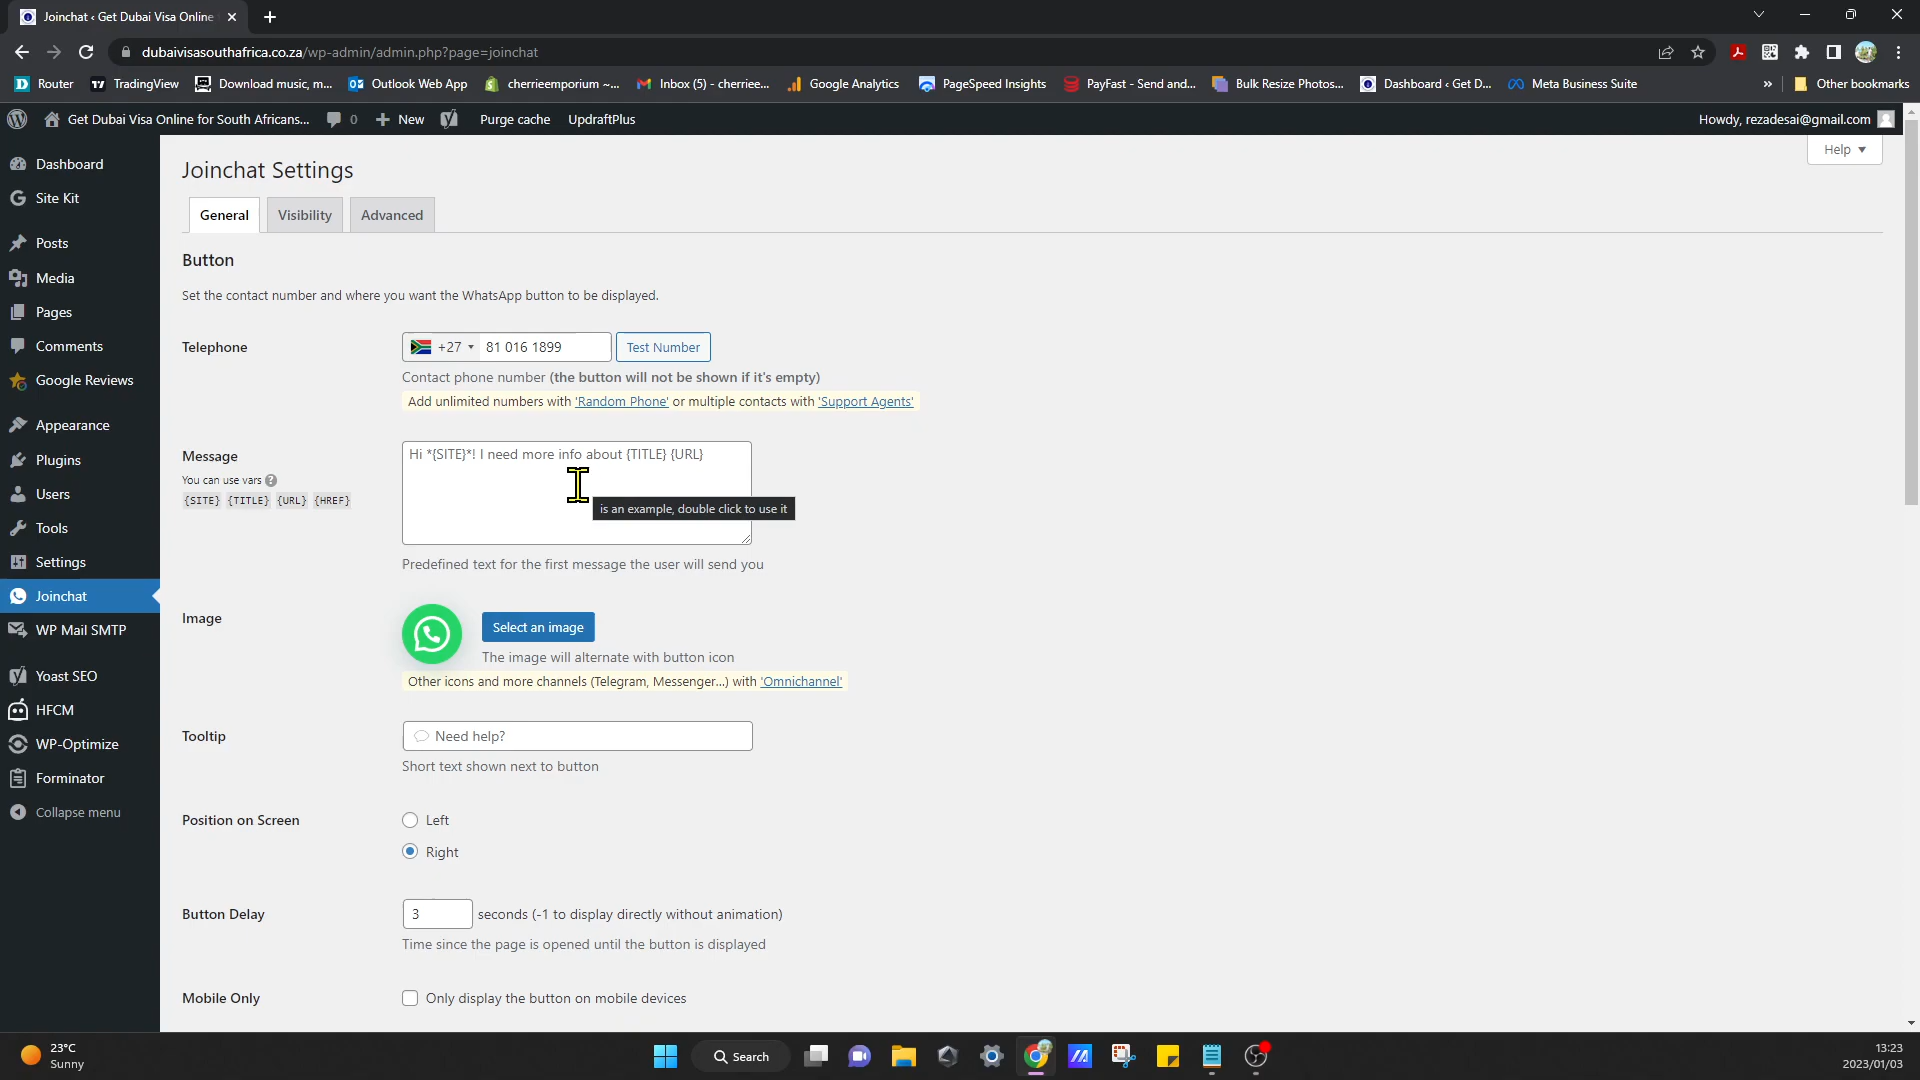 Joinchat ‹ Get Dubai Visa Online
dubaivisasouthafrica.co.za/wp-admin/admin.php?page=joinchat
Router
TradingView
Download music, m...
Outlook Web App
cherrieemporium ~...
Inbox (5) - cherriee...
Google Analytics
PageSpeed Insights
PayFast - Send and...
Bulk Resize Photos...
Dashboard ‹ Get D...
Meta Business Suite
»
Other bookmarks
Get Dubai Visa Online for South Africans...
0
New
Purge cache
UpdraftPlus
Howdy, rezadesai@gmail.com
Help
Dashboard
Site Kit
Posts
Media
Pages
Comments
Google Reviews
Appearance
Plugins
Users
Tools
Settings
Joinchat
WP Mail SMTP
Yoast SEO
HFCM
WP-Optimize
Forminator
Collapse menu
Joinchat Settings
General
Visibility
Advanced
Button
Set the contact number and where you want the WhatsApp button to be displayed.
Telephone
+27
81 016 1899
Test Number
Contact phone number (the button will not be shown if it's empty)
Add unlimited numbers with 'Random Phone' or multiple contacts with 'Support Agents'
Message
You can use vars ?
{SITE} {TITLE} {URL} {HREF}
Hi *{SITE}*! I need more info about {TITLE} {URL}
is an example, double click to use it
Predefined text for the first message the user will send you
Image
Select an image
The image will alternate with button icon
Other icons and more channels (Telegram, Messenger...) with 'Omnichannel'
Tooltip
Need help?
Short text shown next to button
Position on Screen
Left
Right
Button Delay
3
seconds (-1 to display directly without animation)
Time since the page is opened until the button is displayed
Mobile Only
Only display the button on mobile devices
23°C
Sunny
Search
13:23
2023/01/03